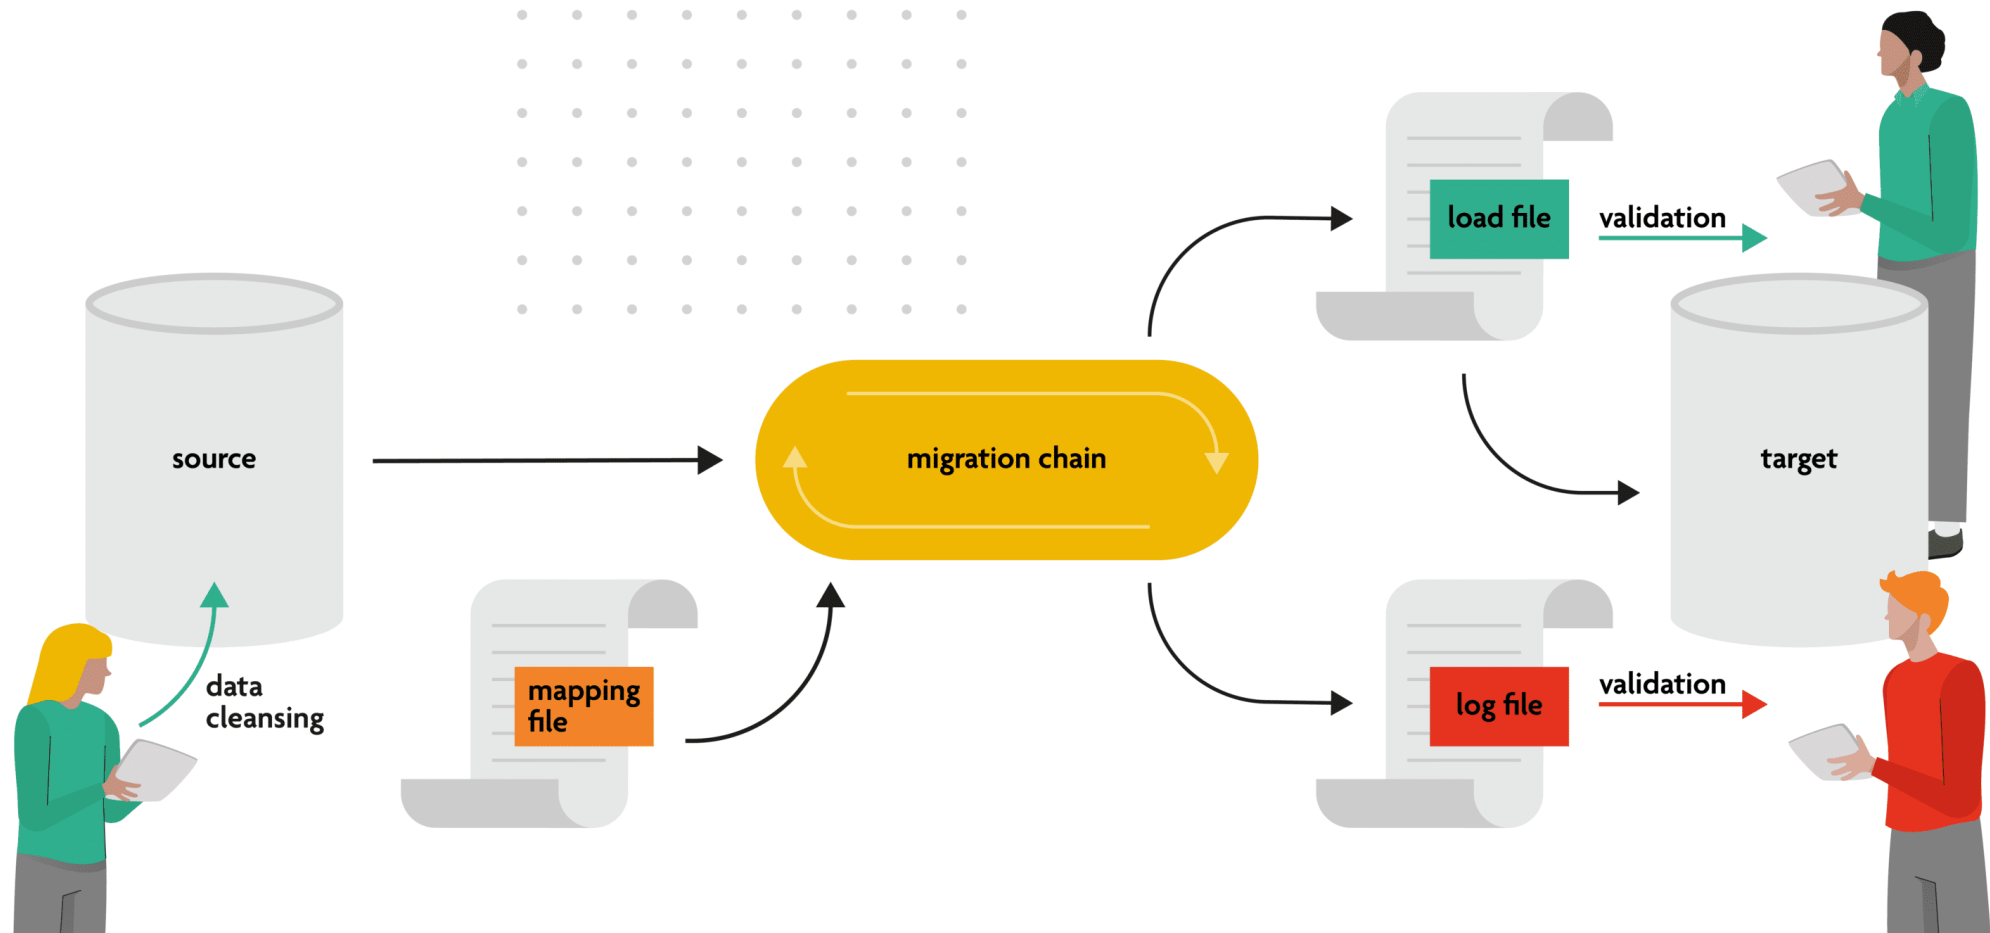 load file
validation
source
migration chain
target
data
cleansing
mapping
file
log file
validation